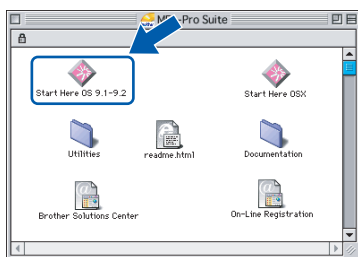 Pro Suite
Start Here OS 9.1-9.2
Start Here OSX
Utilities
readme.html
Documentation
Brother Solutions Center
On-Line Registration